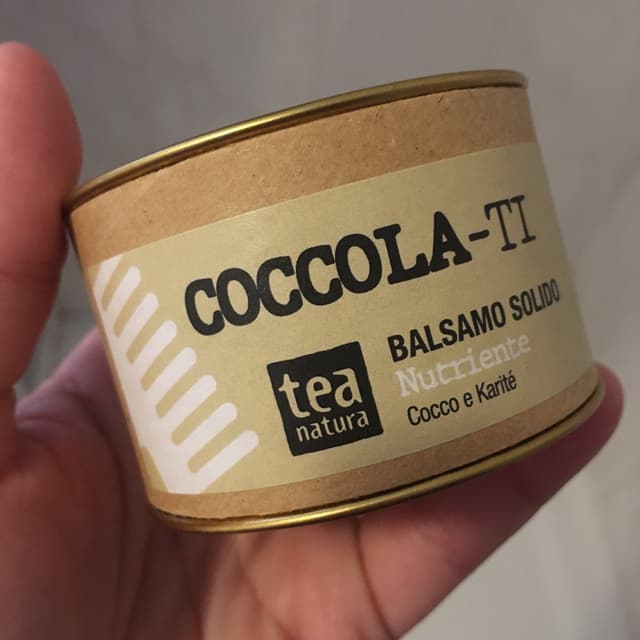 COCCOLA-TI
BALSAMO SOLIDO
Nutriente
Cocco e Karité
tea
natura